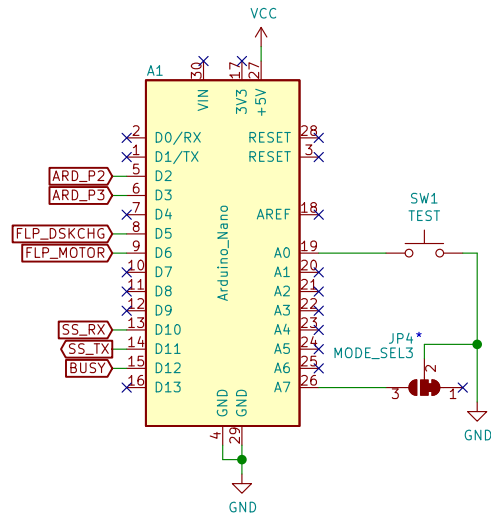 VCC
A1
30
17
27
VIN
3V3
+5V
2
D0/RX
RESET
28
1
D1/TX
RESET
3
ARD_P2
5
D2
ARD_P3
6
D3
7
D4
AREF
18
SW1
TEST
FLP_DSKCHG
8
D5
FLP_MOTOR
9
D6
A0
19
10
D7
A1
20
11
D8
A2
21
12
D9
A3
22
SS_RX
13
D10
A4
23
SS_TX
14
D11
A5
24
BUSY
15
D12
A6
25
16
D13
A7
26
Arduino_Nano
JP4*
MODE_SEL3
2
3
1
GND
GND
4
29
GND
GND